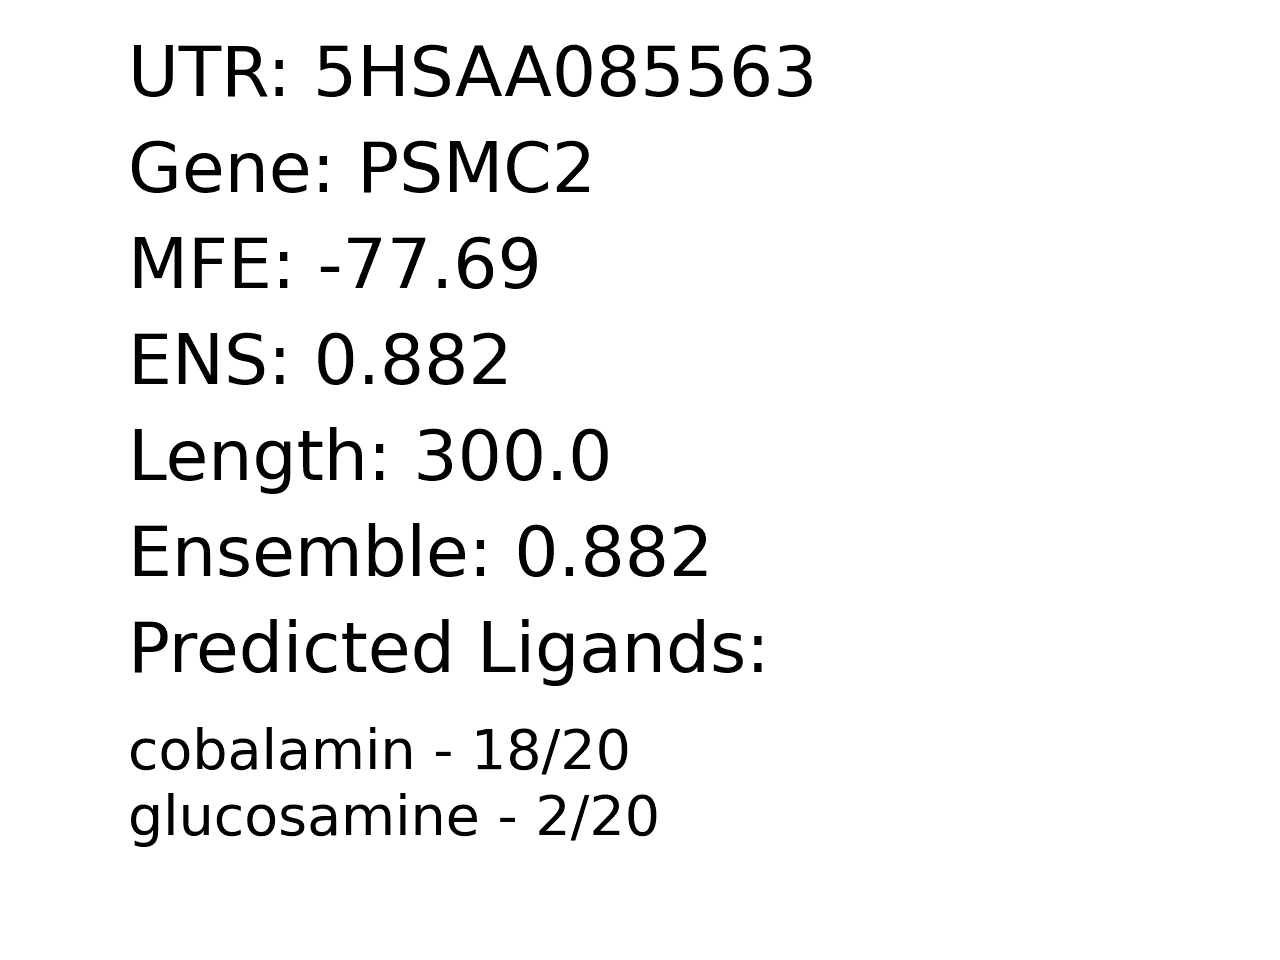 UTR: 5HSAA085563
Gene: PSMC2
MFE: -77.69
ENS: 0.882
Length: 300.0
Ensemble: 0.882
Predicted Ligands:
cobalamin - 18/20
glucosamine - 2/20